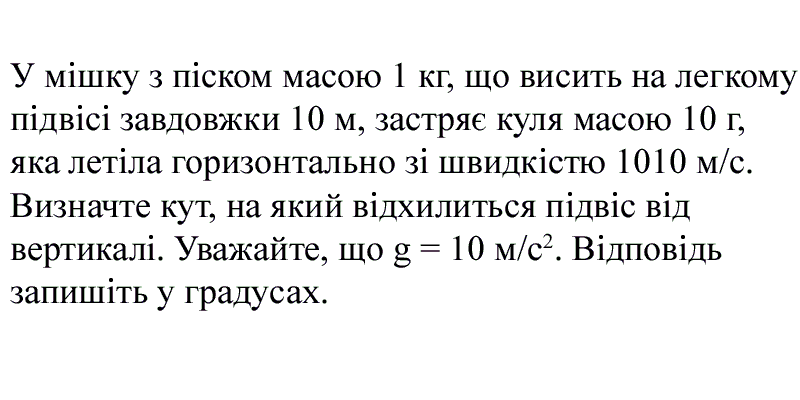 У мішку з піском масою 1 кг, що висить на легкому
підвісі завдовжки 10 м, застряє куля масою 10 г,
яка летіла горизонтально зі швидкістю 1010 м/с.
Визначте кут, на який відхилиться підвіс від
вертикалі. Уважайте, що g = 10 м/с². Відповідь
запишіть у градусах.